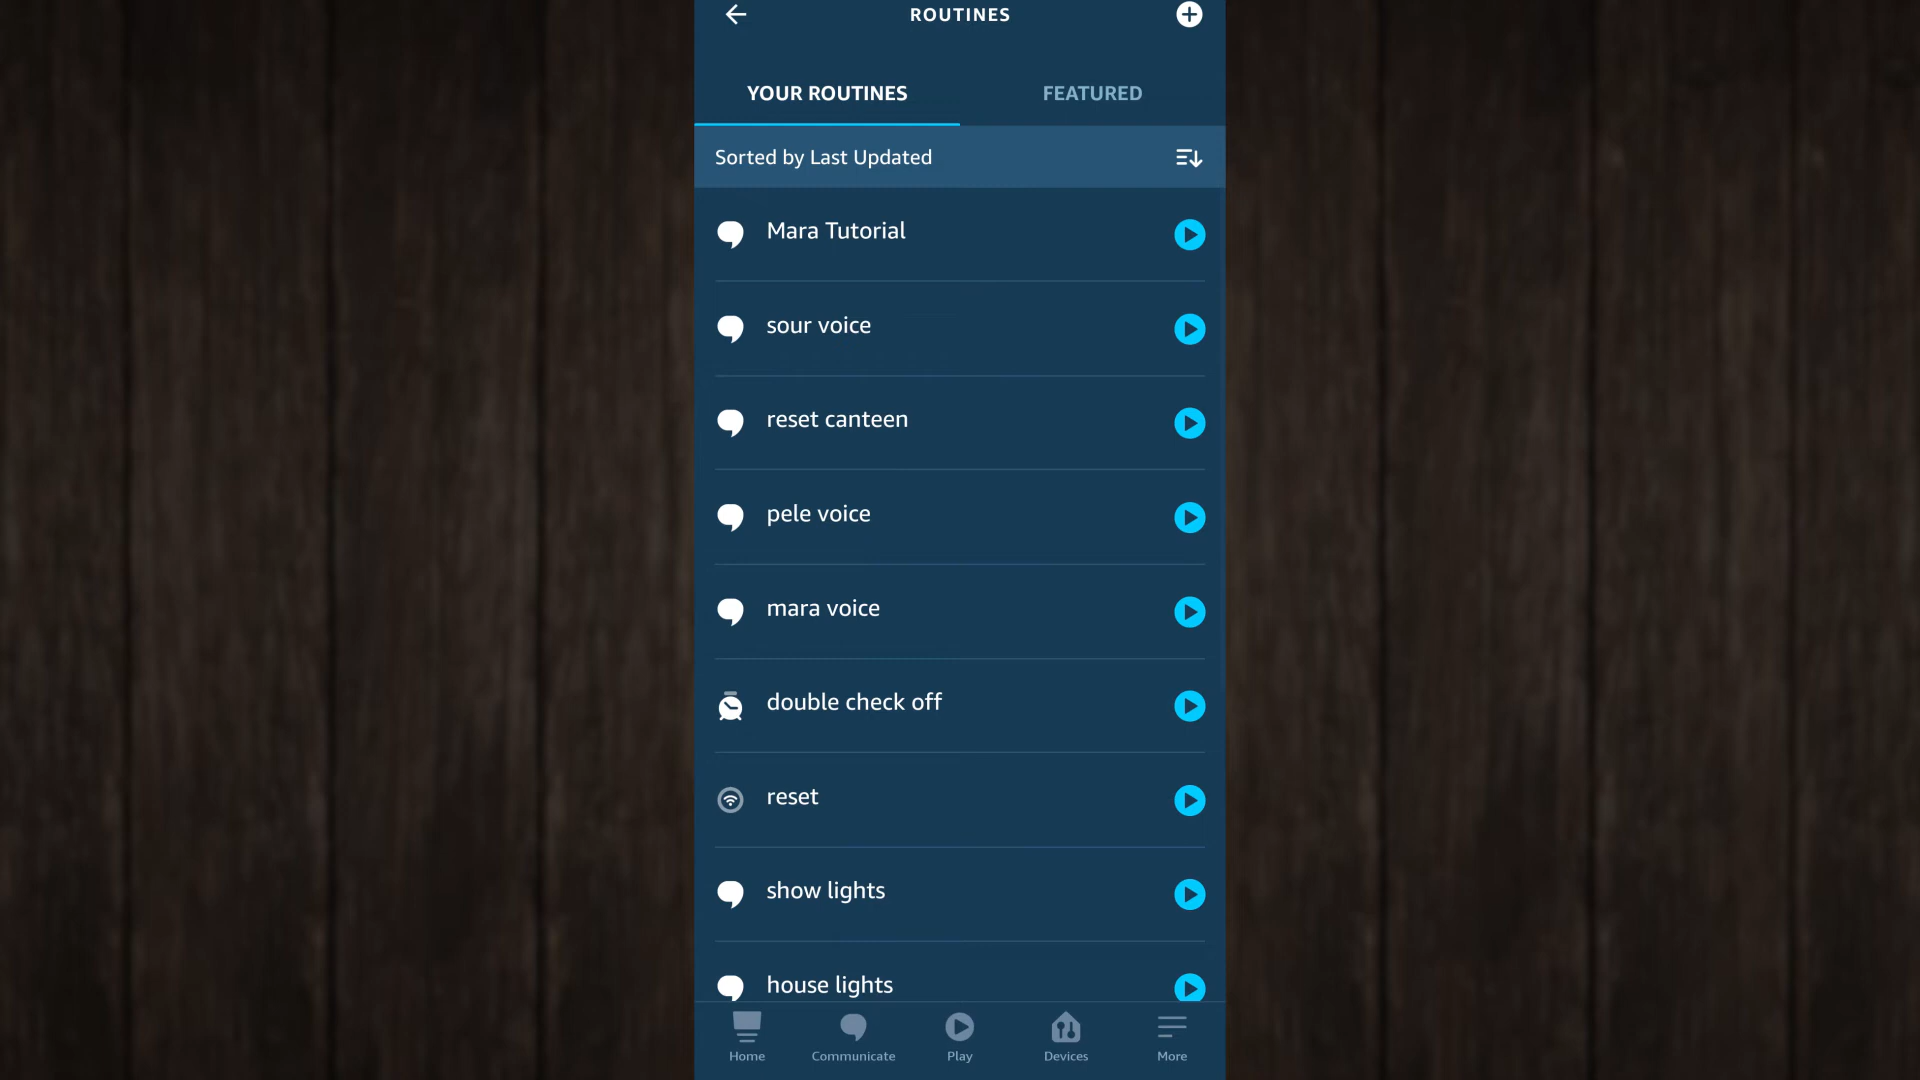 ROUTINES
YOUR ROUTINES
FEATURED
Sorted by Last Updated
Mara Tutorial
sour voice
reset canteen
pele voice
mara voice
double check off
reset
show lights
house lights
Home
Communicate
Play
Devices
More